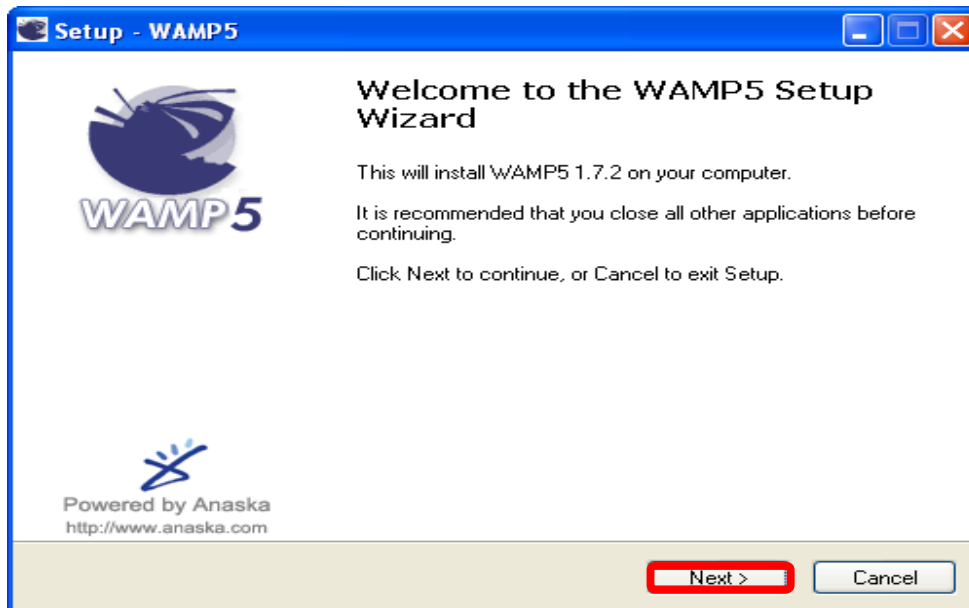 Setup - WAMP5
Welcome to the WAMP5 Setup
Wizard
This will install WAMP5 1.7.2 on your computer.
It is recommended that you close all other applications before
continuing.
Click Next to continue, or Cancel to exit Setup.
WAMP5
Powered by Anaska
http://www.anaska.com
Next >
Cancel